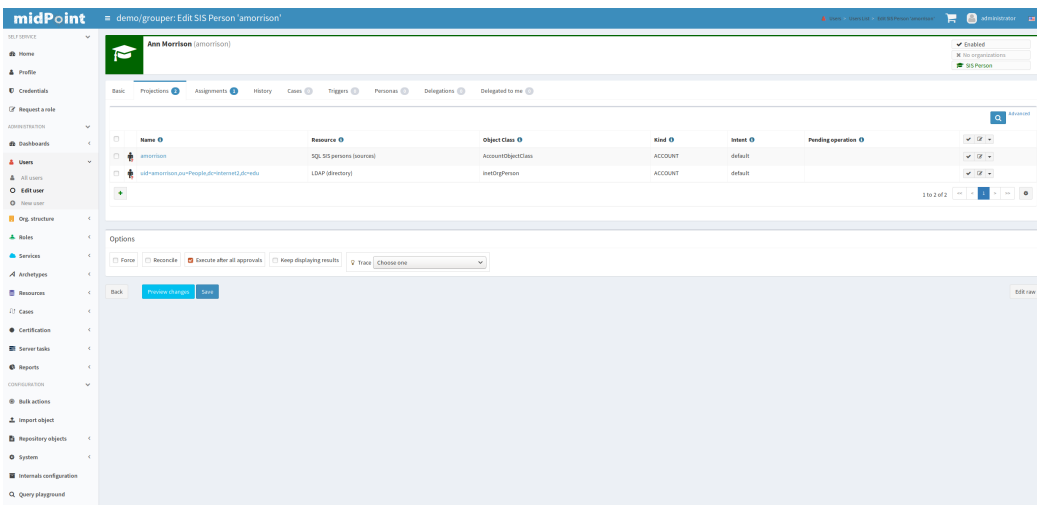 midPoint
demo/grouper: Edit SIS Person 'amorrison'
administrator
SELF SERVICE
Home
Profile
Credentials
Request a role
ADMINISTRATION
Dashboards
Users
All users
Edit user
New user
Org. structure
Roles
Services
Archetypes
Resources
Cases
Certification
Server tasks
Reports
CONFIGURATION
Bulk actions
Import object
Repository objects
System
Internals configuration
Query playground
Ann Morrison (amorrison)
Enabled
No organizations
SIS Person
Basic Projections 2 Assignments History Cases Triggers Personas Delegations Delegated to me
Advanced
Name Resource Object Class Kind Intent Pending operation
amorrison SQL SIS persons (sources) AccountObjectClass ACCOUNT default
uid=amorrison,ou=People,dc=internet2,dc=edu LDAP (directory) inetOrgPerson ACCOUNT default
1 to 2 of 2 << < 1 > >>
Options
Force Reconcile Execute after all approvals Keep displaying results Trace Choose one
Back Preview changes Save Edit raw